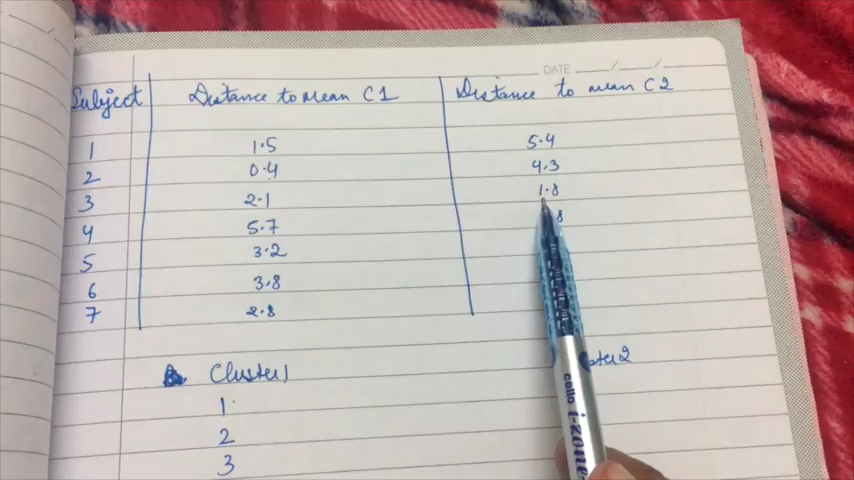 DATE / /
Subject Distance to mean C1 Distance to mean C2
1 1.5 5.4
2 0.4 4.3
3 2.1 1.8
4 5.7 8
5 3.2
6 3.8
7 2.8
Cluster1 ster2
1
2
3
cello i-zone